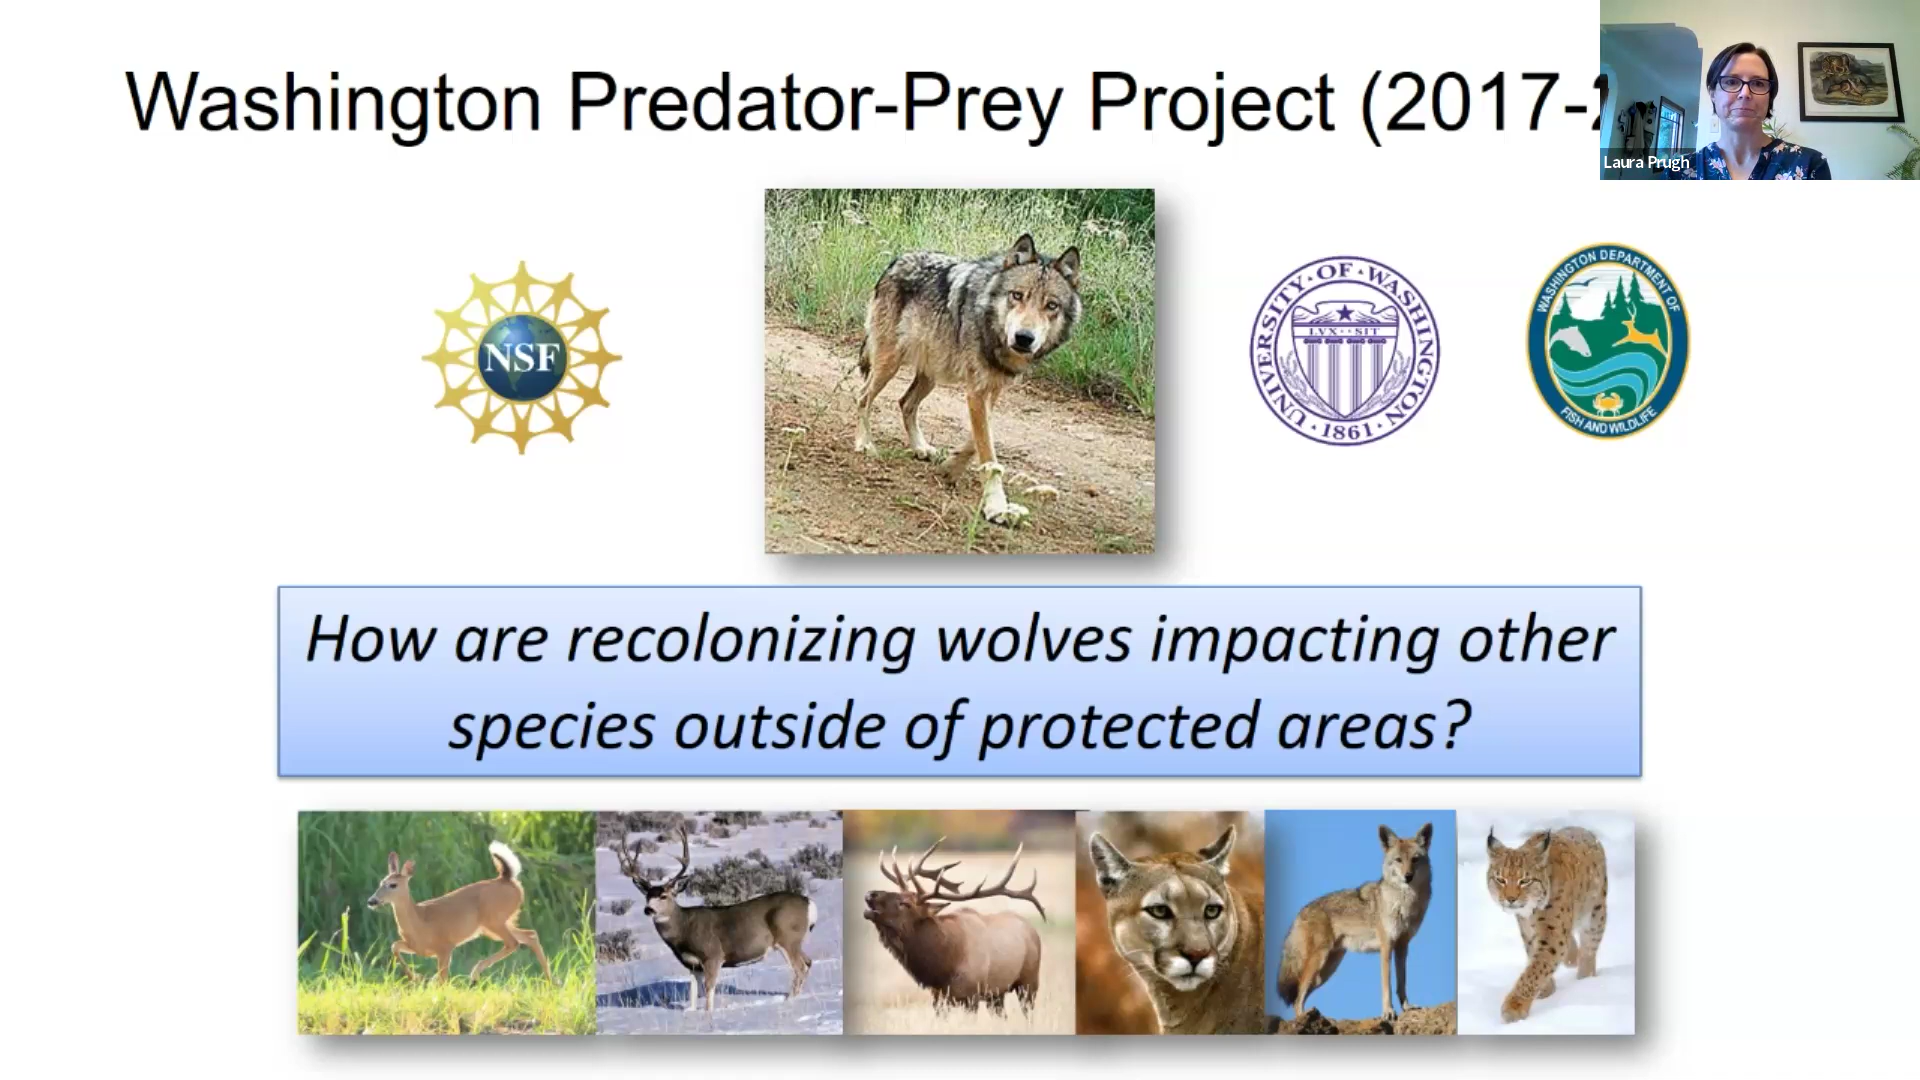 Washington Predator-Prey Project (2017-
Laura Prugh
NSF
UNIVERSITY · OF · WASHINGTON
LVX SIT
· 1861 ·
WASHINGTON DEPARTMENT OF
FISH AND WILDLIFE
How are recolonizing wolves impacting other
species outside of protected areas?